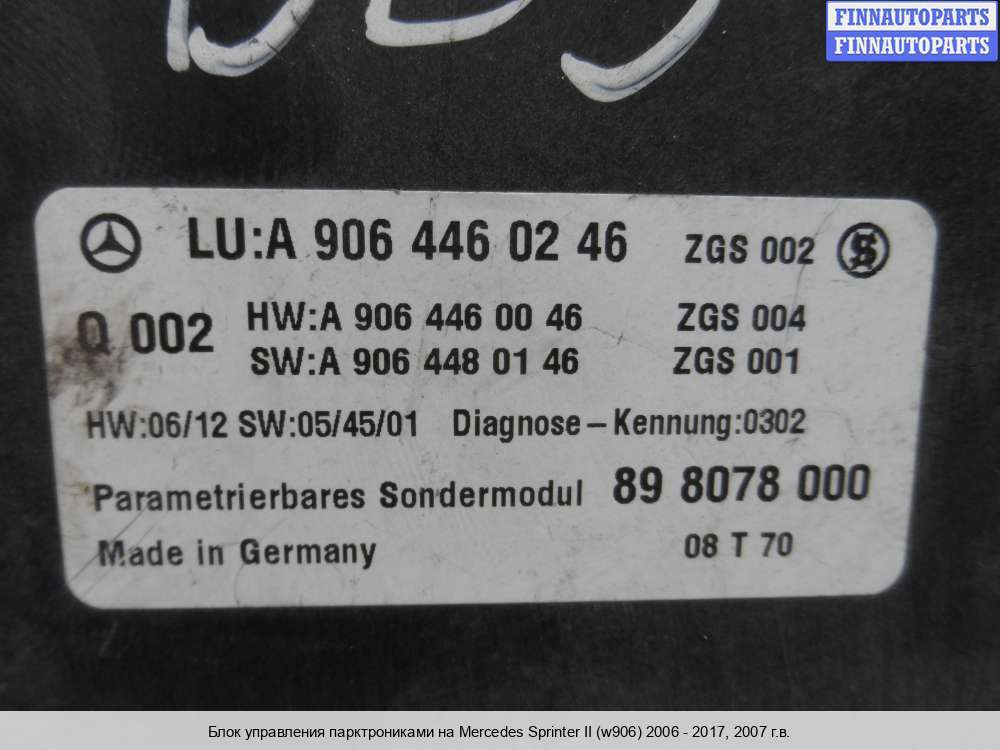 FINNAUTOPARTS
FINNAUTOPARTS
LU:A 906 446 02 46 ZGS 002
Q 002 HW:A 906 446 00 46 ZGS 004
SW:A 906 448 01 46 ZGS 001
HW:06/12 SW:05/45/01 Diagnose-Kennung:0302
Parametrierbares Sondermodul 89 8078 000
Made in Germany 08 T 70
Блок управления парктрониками на Mercedes Sprinter II (w906) 2006 - 2017, 2007 г.в.